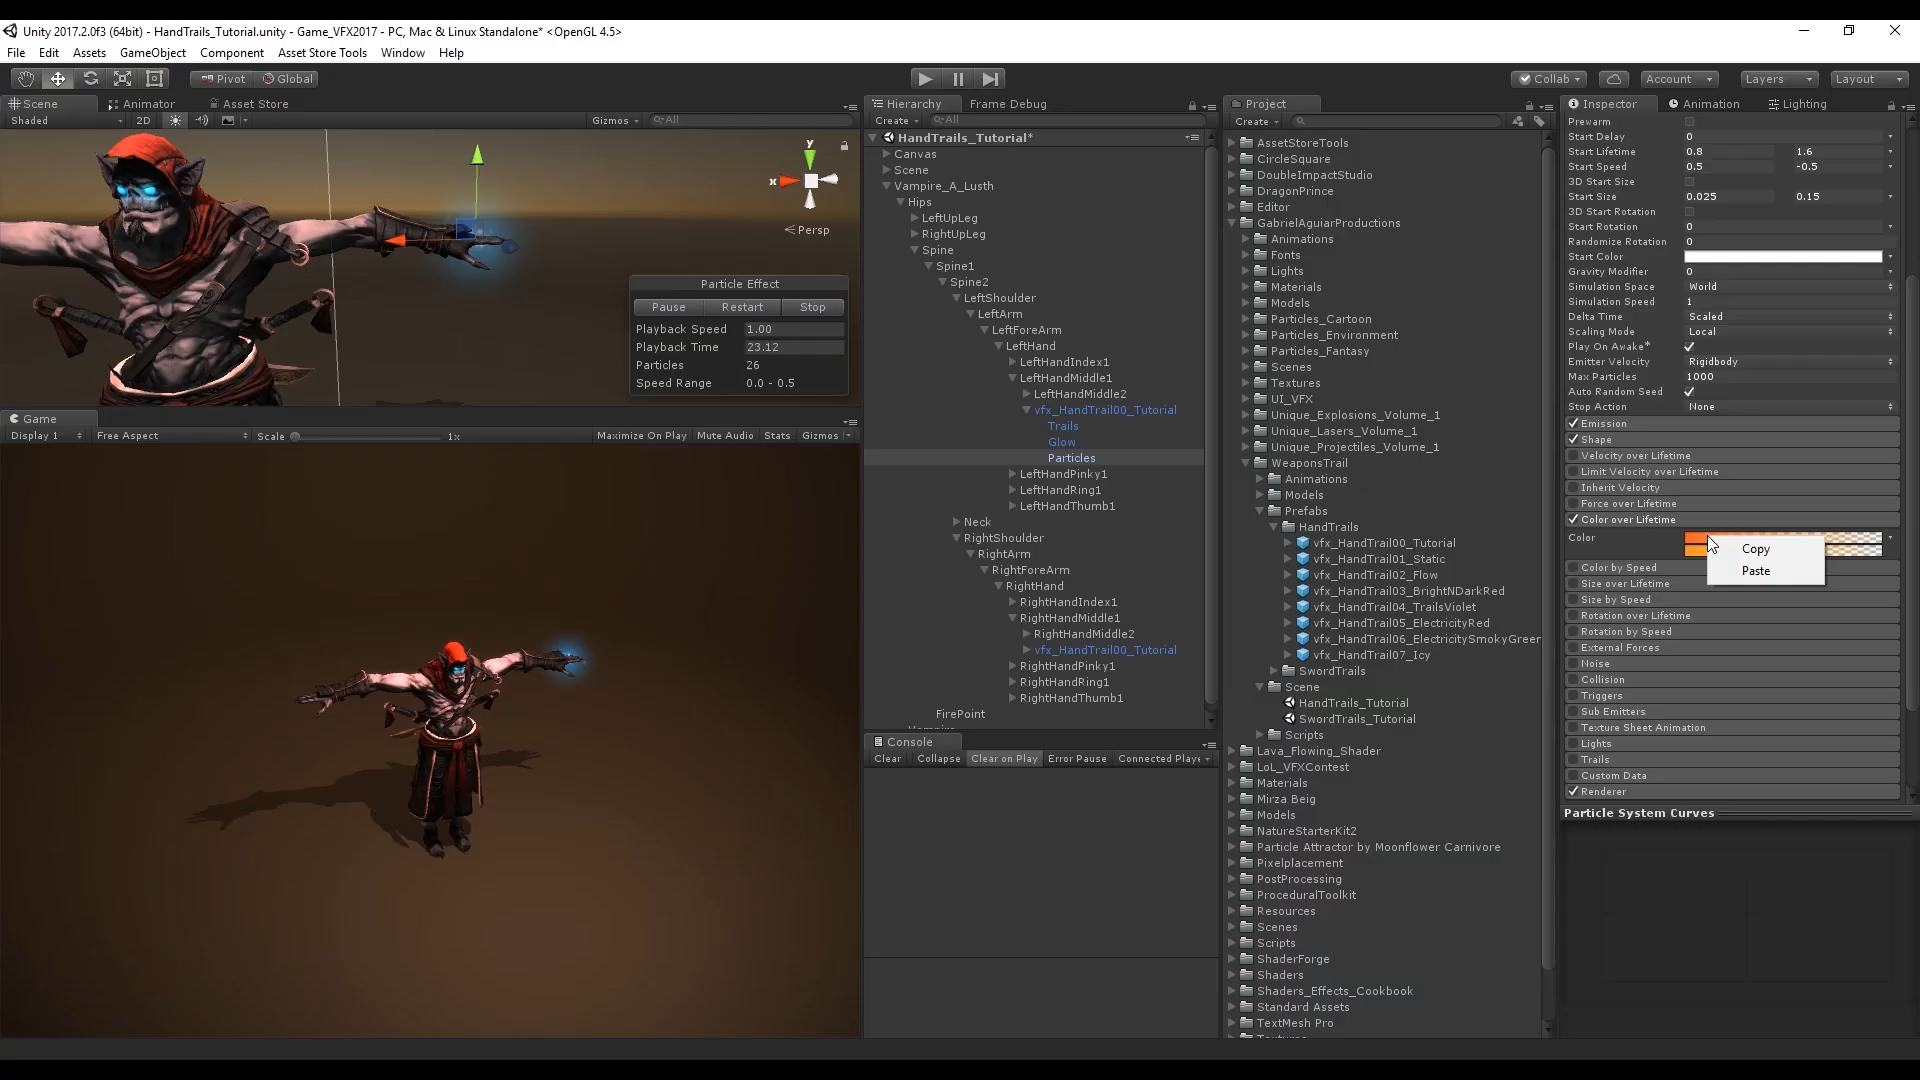 Unity 2017.2.0f3 (64bit) - HandTrails_Tutorial.unity - Game_VFX2017 - PC, Mac & Linux Standalone* <OpenGL 4.5>
File Edit Assets GameObject Component Asset Store Tools Window Help
Pivot Global Collab Account Layers Layout
Scene Animator Asset Store
Shaded 2D Gizmos All
y
x
Persp
Particle Effect
Pause Restart Stop
Playback Speed 1.00
Playback Time 23.12
Particles 26
Speed Range 0.0 - 0.5
Game
Display 1 Free Aspect Scale 1x Maximize On Play Mute Audio Stats Gizmos
Hierarchy Frame Debug
Create All
HandTrails_Tutorial*
Canvas
Scene
Vampire_A_Lusth
Hips
LeftUpLeg
RightUpLeg
Spine
Spine1
Spine2
LeftShoulder
LeftArm
LeftForeArm
LeftHand
LeftHandIndex1
LeftHandMiddle1
LeftHandMiddle2
vfx_HandTrail00_Tutorial
Trails
Glow
Particles
LeftHandPinky1
LeftHandRing1
LeftHandThumb1
Neck
RightShoulder
RightArm
RightForeArm
RightHand
RightHandIndex1
RightHandMiddle1
RightHandMiddle2
vfx_HandTrail00_Tutorial
RightHandPinky1
RightHandRing1
RightHandThumb1
FirePoint
Console
Clear Collapse Clear on Play Error Pause Connected Playe
Project
Create
AssetStoreTools
CircleSquare
DoubleImpactStudio
DragonPrince
Editor
GabrielAguiarProductions
Animations
Fonts
Lights
Materials
Models
Particles_Cartoon
Particles_Environment
Particles_Fantasy
Scenes
Textures
UI_VFX
Unique_Explosions_Volume_1
Unique_Lasers_Volume_1
Unique_Projectiles_Volume_1
WeaponsTrail
Animations
Models
Prefabs
HandTrails
vfx_HandTrail00_Tutorial
vfx_HandTrail01_Static
vfx_HandTrail02_Flow
vfx_HandTrail03_BrightNDarkRed
vfx_HandTrail04_TrailsViolet
vfx_HandTrail05_ElectricityRed
vfx_HandTrail06_ElectricitySmokyGreen
vfx_HandTrail07_Icy
SwordTrails
Scene
HandTrails_Tutorial
SwordTrails_Tutorial
Scripts
Lava_Flowing_Shader
LoL_VFXContest
Materials
Mirza Beig
Models
NatureStarterKit2
Particle Attractor by Moonflower Carnivore
Pixelplacement
PostProcessing
ProceduralToolkit
Resources
Scenes
Scripts
ShaderForge
Shaders
Shaders_Effects_Cookbook
Standard Assets
TextMesh Pro
Inspector Animation Lighting
Prewarm
Start Delay 0
Start Lifetime 0.8 1.6
Start Speed 0.5 -0.5
3D Start Size
Start Size 0.025 0.15
3D Start Rotation
Start Rotation 0
Randomize Rotation 0
Start Color
Gravity Modifier 0
Simulation Space World
Simulation Speed 1
Delta Time Scaled
Scaling Mode Local
Play On Awake*
Emitter Velocity Rigidbody
Max Particles 1000
Auto Random Seed
Stop Action None
Emission
Shape
Velocity over Lifetime
Limit Velocity over Lifetime
Inherit Velocity
Force over Lifetime
Color over Lifetime
Color
Copy
Paste
Color by Speed
Size over Lifetime
Size by Speed
Rotation over Lifetime
Rotation by Speed
External Forces
Noise
Collision
Triggers
Sub Emitters
Texture Sheet Animation
Lights
Trails
Custom Data
Renderer
Particle System Curves